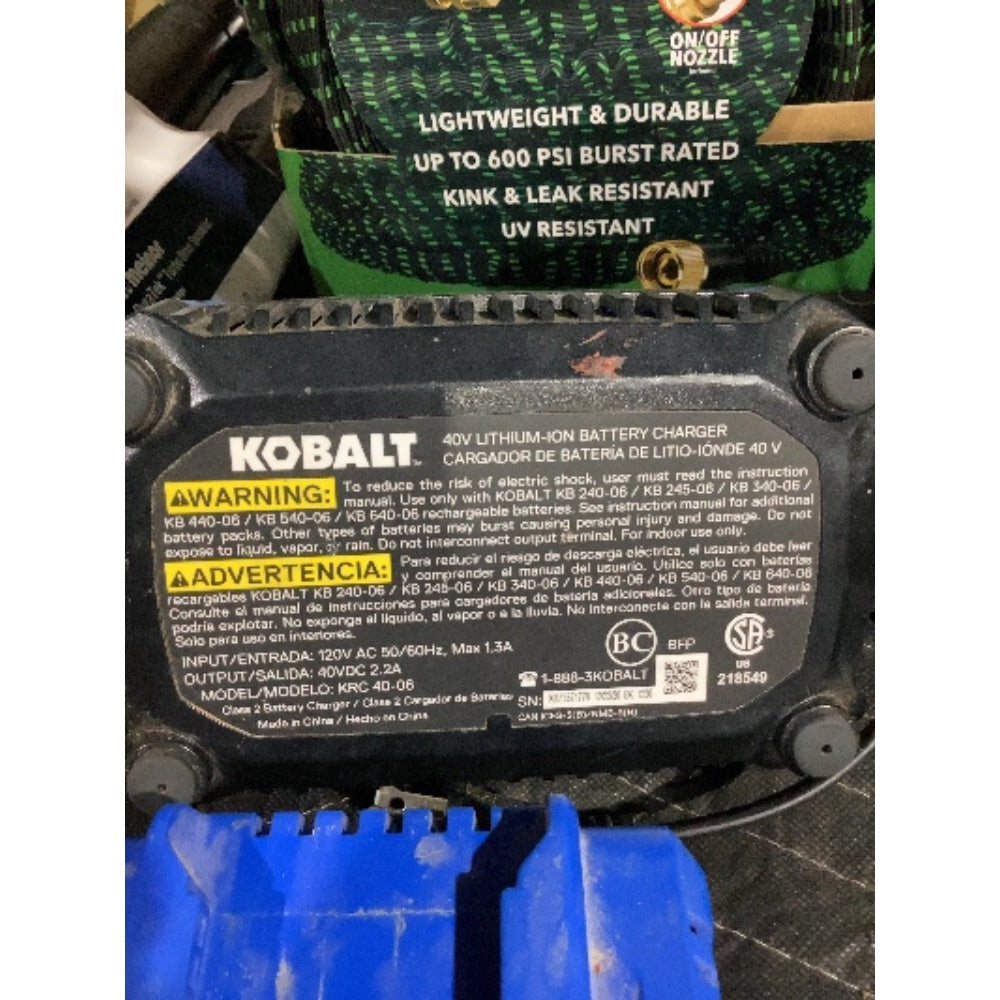 ON/OFF
NOZZLE
LIGHTWEIGHT & DURABLE
UP TO 600 PSI BURST RATED
KINK & LEAK RESISTANT
UV RESISTANT
KOBALT
40V LITHIUM-ION BATTERY CHARGER
CARGADOR DE BATERÍA DE LITIO-IÓNDE 40 V
WARNING: To reduce the risk of electric shock, user must read the instruction
manual. Use only with KOBALT KB 240-06 / KB 245-06 / KB 340-06 /
KB 440-06 / KB 540-06 / KB 640-06 rechargeable batteries. See instruction manual for additional
battery packs. Other types of batteries may burst causing personal injury and damage. Do not
expose to liquid, vapor, or rain. Do not interconnect output terminal. For indoor use only.
ADVERTENCIA: Para reducir el riesgo de descarga eléctrica, el usuario debe leer
y comprender el manual del usuario. Utilice solo con baterías
recargables KOBALT KB 240-06 / KB 245-06 / KB 340-06 / KB 440-06 / KB 540-06 / KB 640-06
Consulte el manual de instrucciones para cargadores de batería adicionales. Otro tipo de batería
podría explotar. No exponga al líquido, al vapor o a la lluvia. No interconecte con la salida terminal.
Solo para uso en interiores.
INPUT/ENTRADA: 120V AC 50/60Hz, Max 1.3A
OUTPUT/SALIDA: 40VDC 2.2A
MODEL/MODELO: KRC 40-06
Class 2 Battery Charger / Class 2 Cargador de Baterías
Made in China / Hecho en China
BC
BFP
1-888-3KOBALT
SN:
US
218549